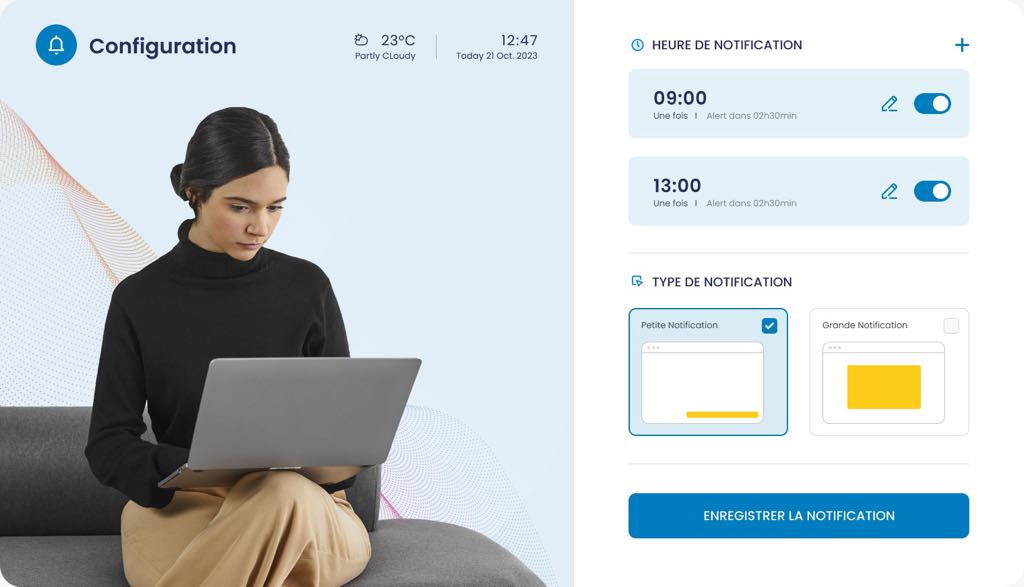 Configuration
23°C
Partly CLoudy
12:47
Today 21 Oct. 2023
HEURE DE NOTIFICATION
09:00
Une fois I Alert dans 02h30min
13:00
Une fois I Alert dans 02h30min
TYPE DE NOTIFICATION
Petite Notification
Grande Notification
ENREGISTRER LA NOTIFICATION